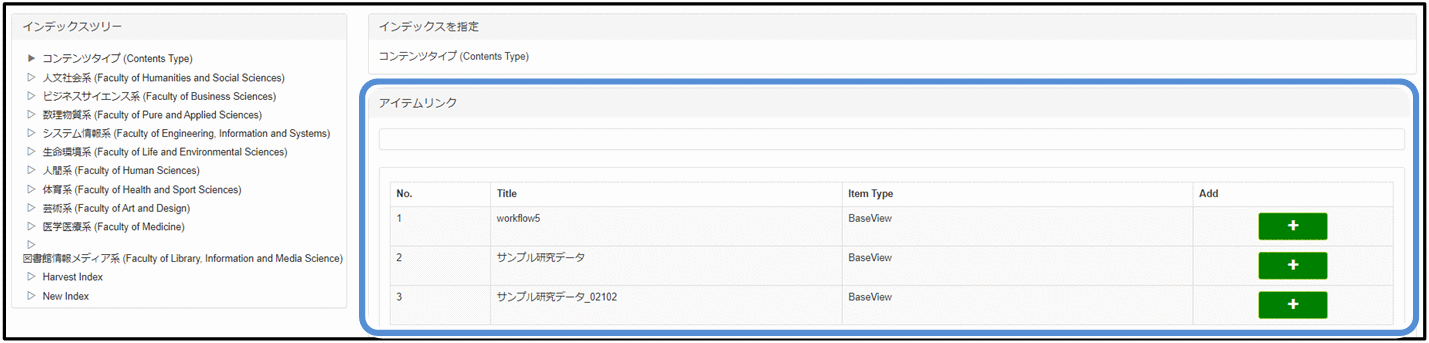 インデックスツリー
コンテンツタイプ (Contents Type)
人文社会系 (Faculty of Humanities and Social Sciences)
ビジネスサイエンス系 (Faculty of Business Sciences)
数理物質系 (Faculty of Pure and Applied Sciences)
システム情報系 (Faculty of Engineering, Information and Systems)
生命環境系 (Faculty of Life and Environmental Sciences)
人間系 (Faculty of Human Sciences)
体育系 (Faculty of Health and Sport Sciences)
芸術系 (Faculty of Art and Design)
医学医療系 (Faculty of Medicine)
図書館情報メディア系 (Faculty of Library, Information and Media Science)
Harvest Index
New Index
インデックスを指定
コンテンツタイプ (Contents Type)
アイテムリンク
No. Title Item Type Add
1 workflow5 BaseView +
2 サンプル研究データ BaseView +
3 サンプル研究データ_02102 BaseView +